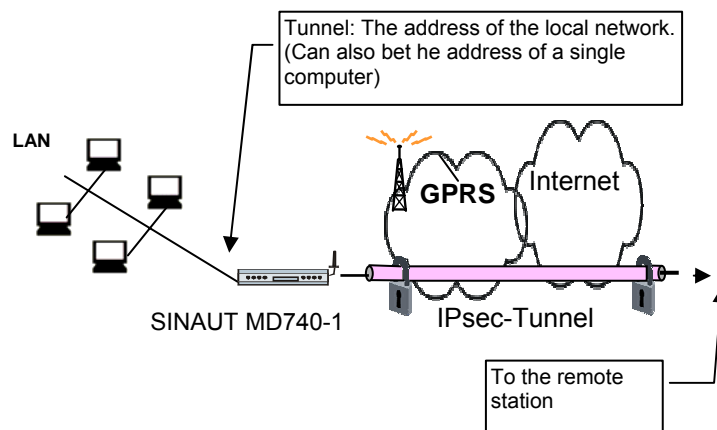 Tunnel: The address of the local network.
(Can also bet he address of a single
computer)
LAN
GPRS
Internet
SINAUT MD740-1
IPsec-Tunnel
To the remote
station